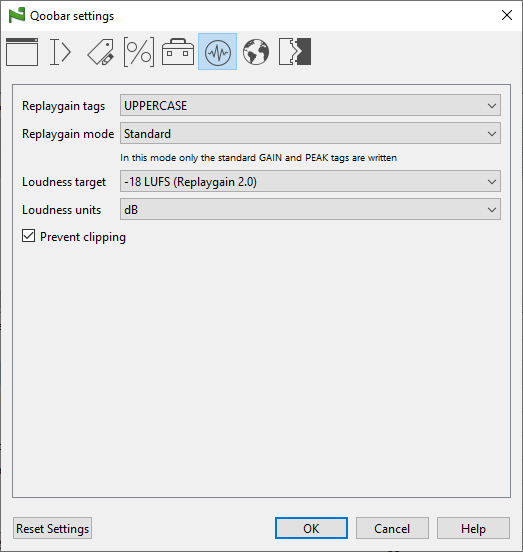 Qoobar settings
Replaygain tags UPPERCASE
Replaygain mode Standard
In this mode only the standard GAIN and PEAK tags are written
Loudness target -18 LUFS (Replaygain 2.0)
Loudness units dB
Prevent clipping
Reset Settings OK Cancel Help